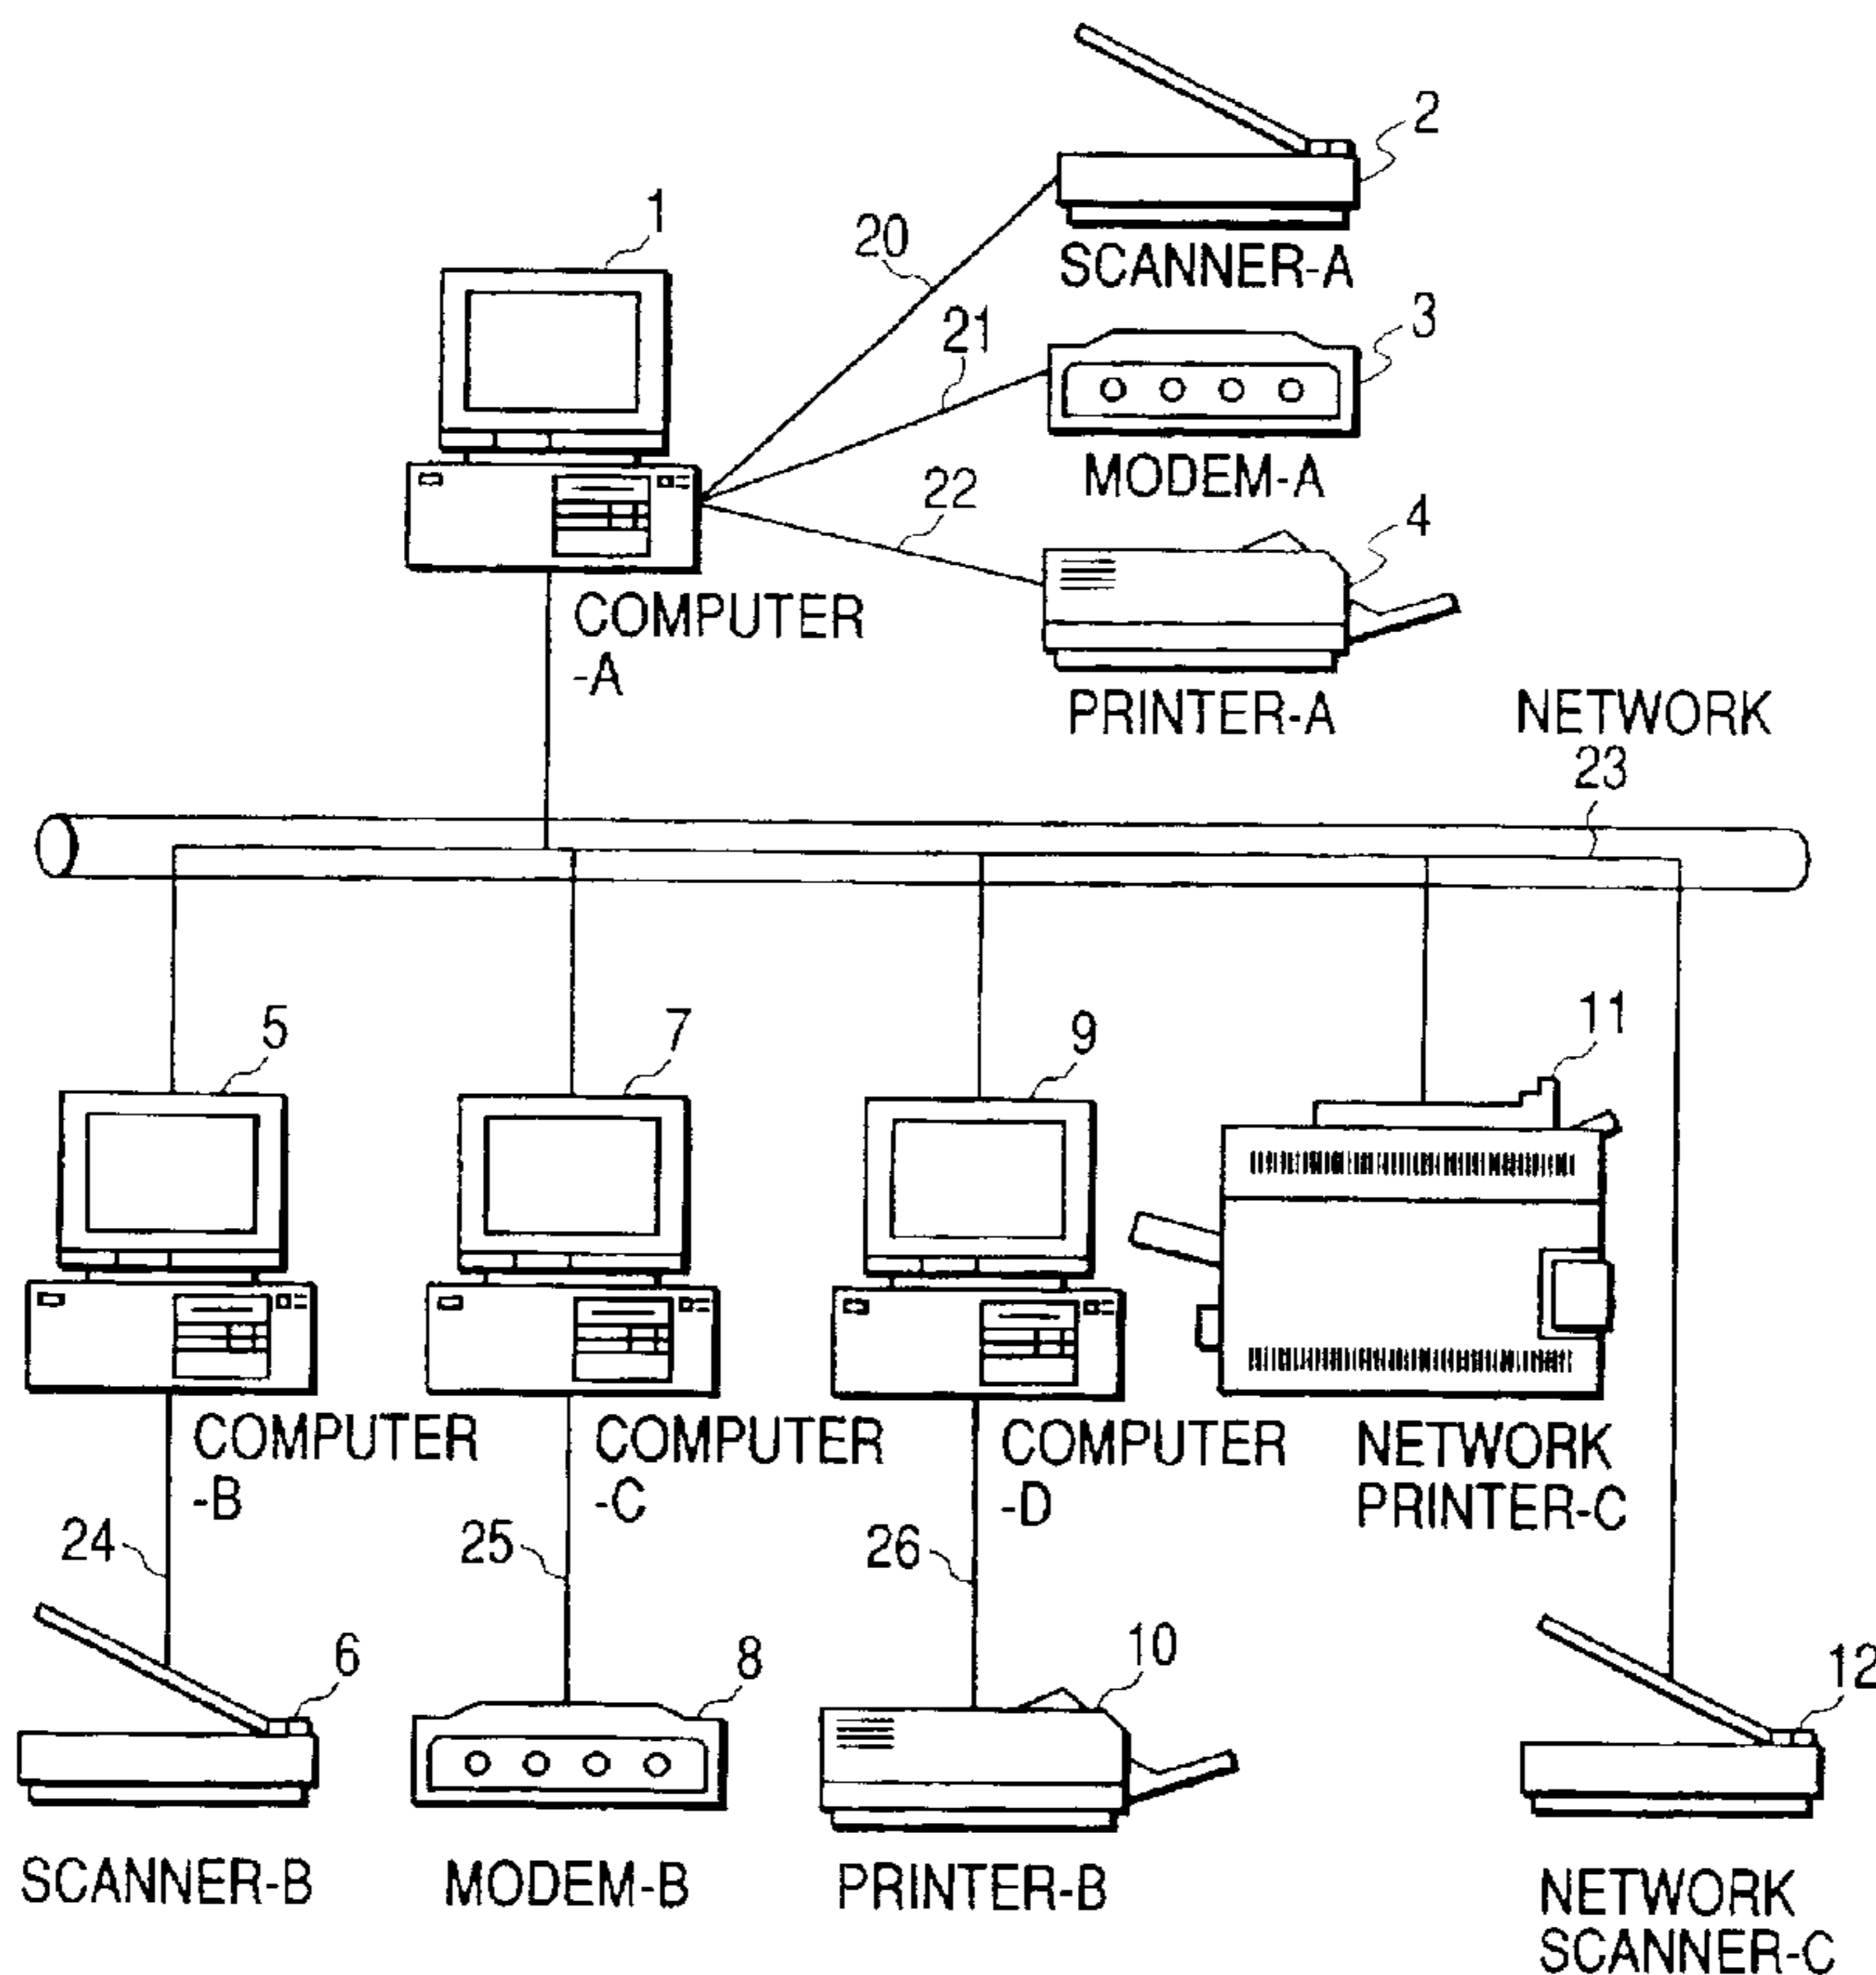 2
1
20
SCANNER-A
21
3
MODEM-A
22
4
COMPUTER
-A
PRINTER-A
NETWORK
23
5
7
9
11
COMPUTER
-B
COMPUTER
-C
COMPUTER
-D
NETWORK
PRINTER-C
24
25
26
6
8
10
12
SCANNER-B
MODEM-B
PRINTER-B
NETWORK
SCANNER-C